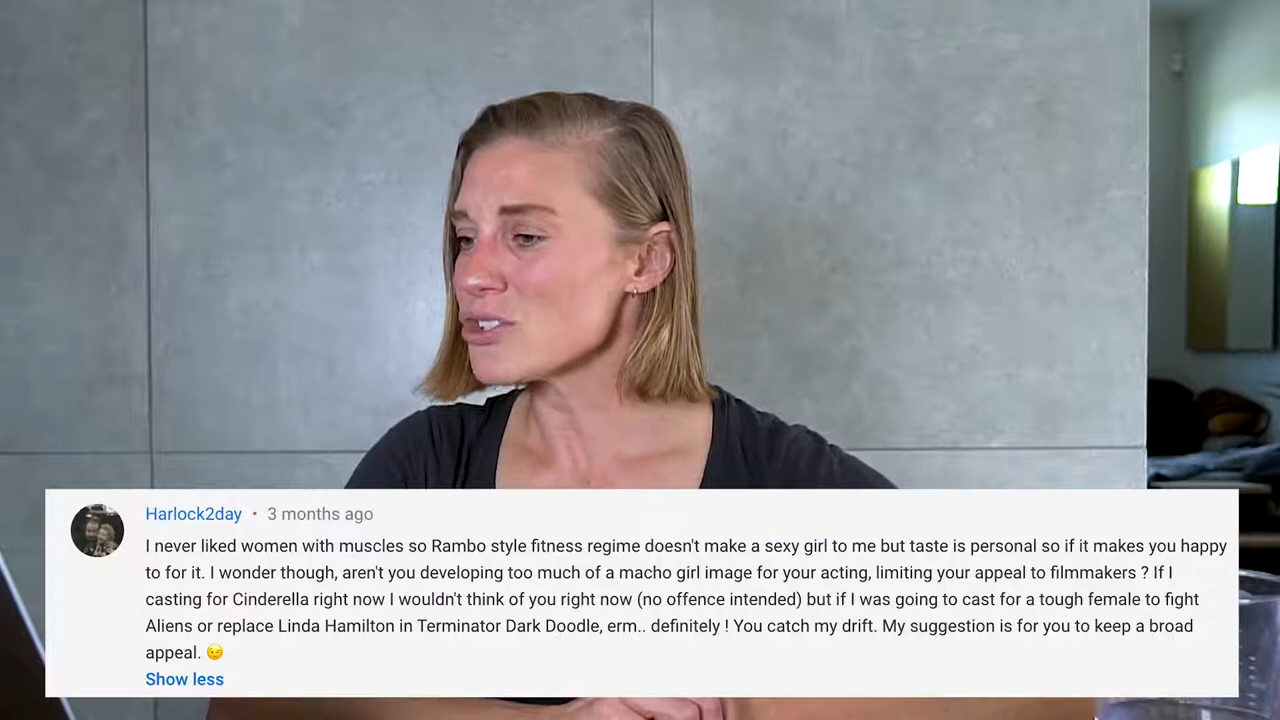 Harlock2day • 3 months ago
I never liked women with muscles so Rambo style fitness regime doesn't make a sexy girl to me but taste is personal so if it makes you happy
to for it. I wonder though, aren't you developing too much of a macho girl image for your acting, limiting your appeal to filmmakers ? If I
casting for Cinderella right now I wouldn't think of you right now (no offence intended) but if I was going to cast for a tough female to fight
Aliens or replace Linda Hamilton in Terminator Dark Doodle, erm.. definitely ! You catch my drift. My suggestion is for you to keep a broad
appeal. 😉
Show less